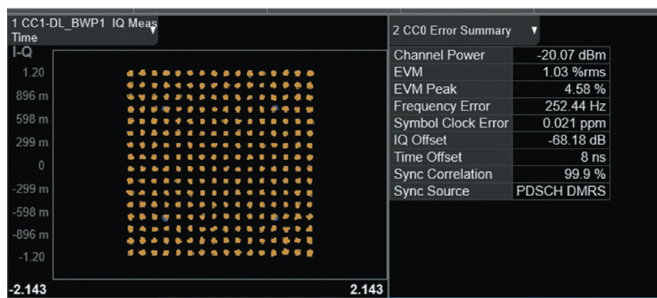 1 CC1-DL_BWP1 IQ Meas
Time
I-Q
1.20
896 m
598 m
299 m
0
-299 m
-598 m
-896 m
-1.20
-2.143 2.143
2 CC0 Error Summary
Channel Power -20.07 dBm
EVM 1.03 %rms
EVM Peak 4.58 %
Frequency Error 252.44 Hz
Symbol Clock Error 0.021 ppm
IQ Offset -68.18 dB
Time Offset 8 ns
Sync Correlation 99.9 %
Sync Source PDSCH DMRS